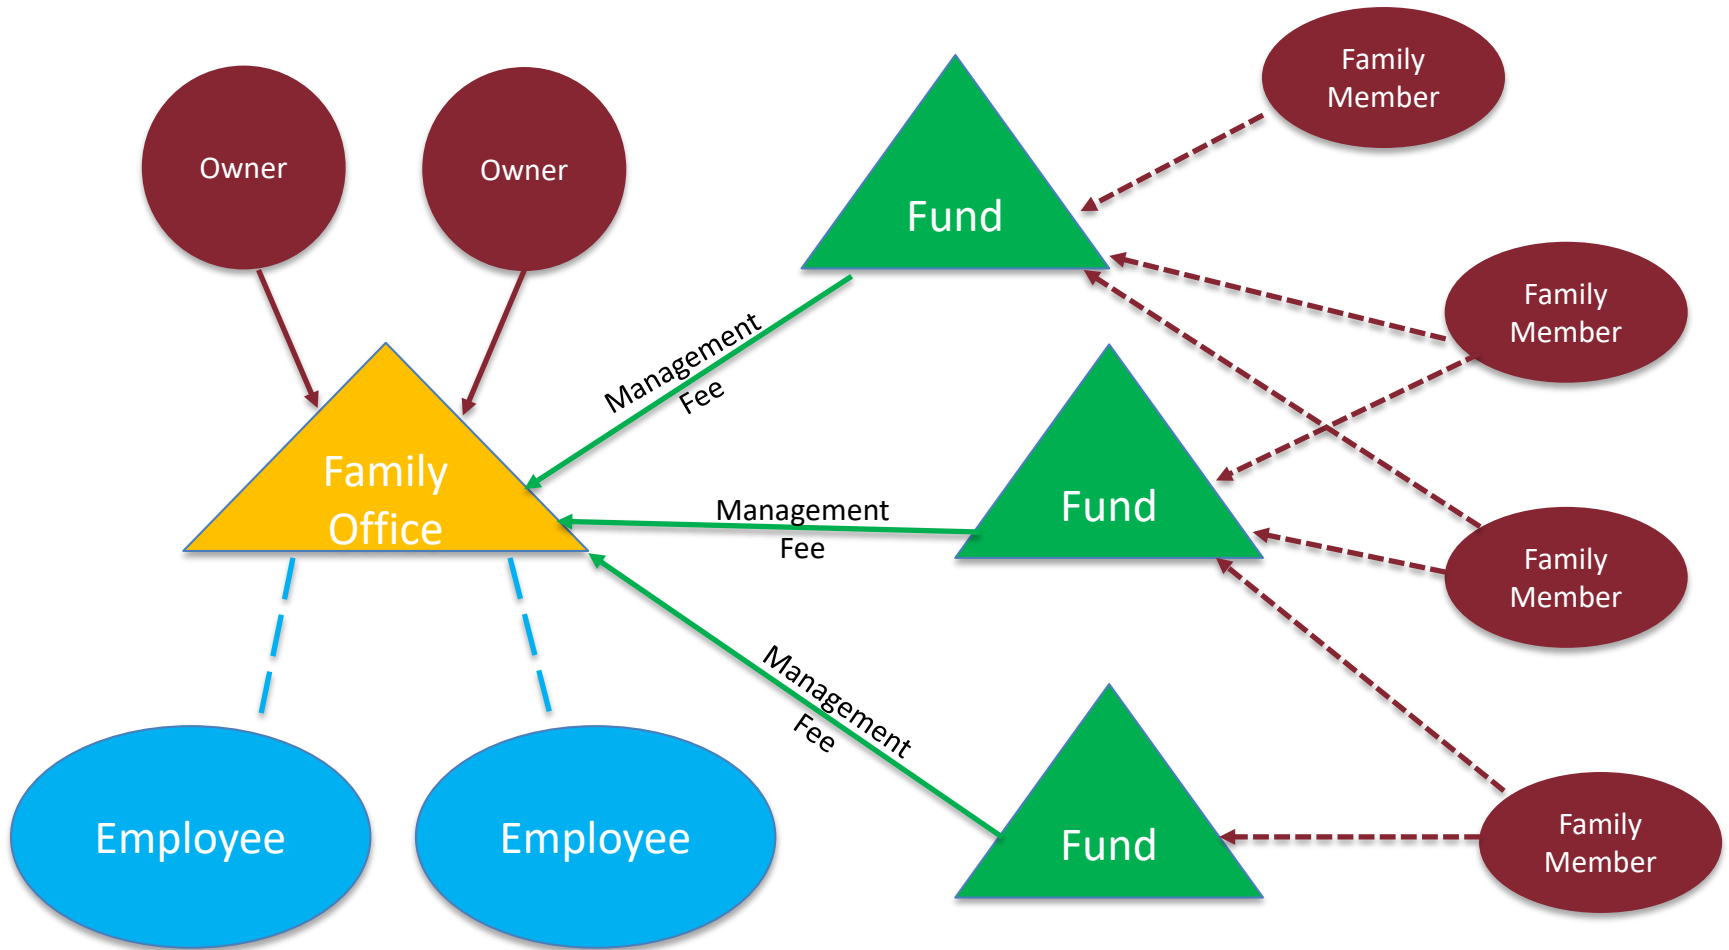 Family
Member
Owner
Owner
Fund
Family
Member
Management
Fee
Family
Office
Management
Fee
Fund
Family
Member
Management
Fee
Employee
Employee
Fund
Family
Member